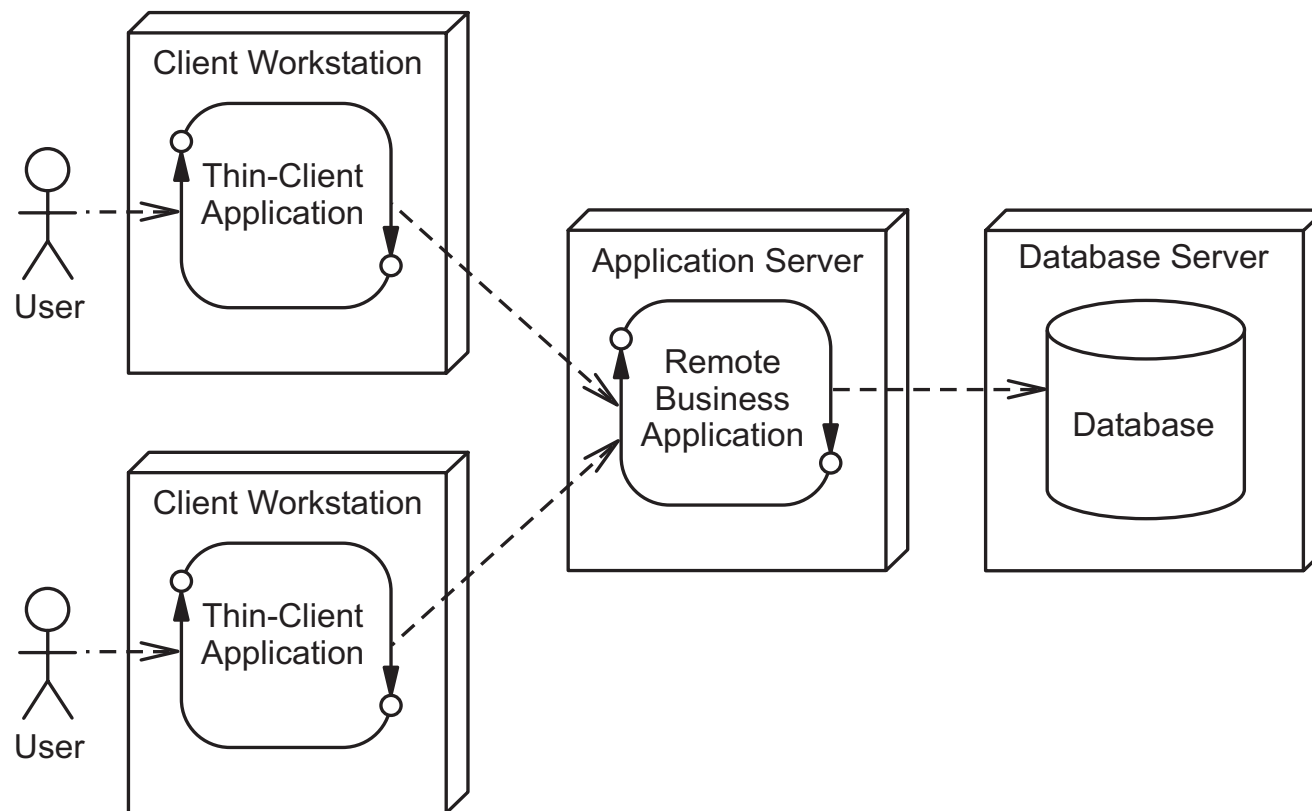 Client Workstation
Thin-Client
Application
User
Application Server
Remote
Business
Application
Database Server
Database
Client Workstation
Thin-Client
Application
User